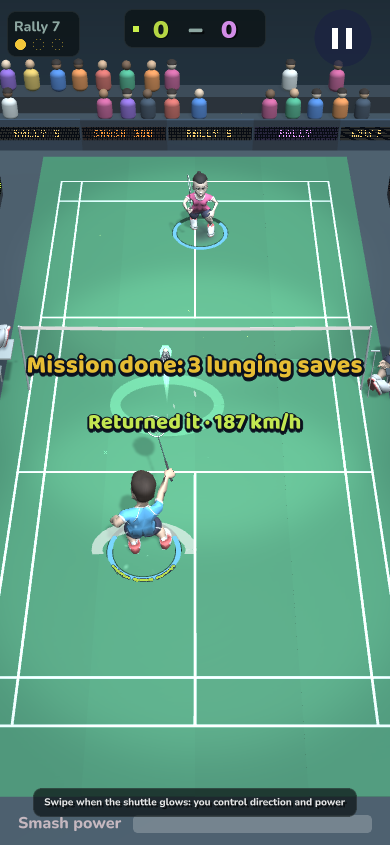 Rally 7
0 – 0
Mission done: 3 lunging saves
Returned it · 187 km/h
Swipe when the shuttle glows: you control direction and power
Smash power